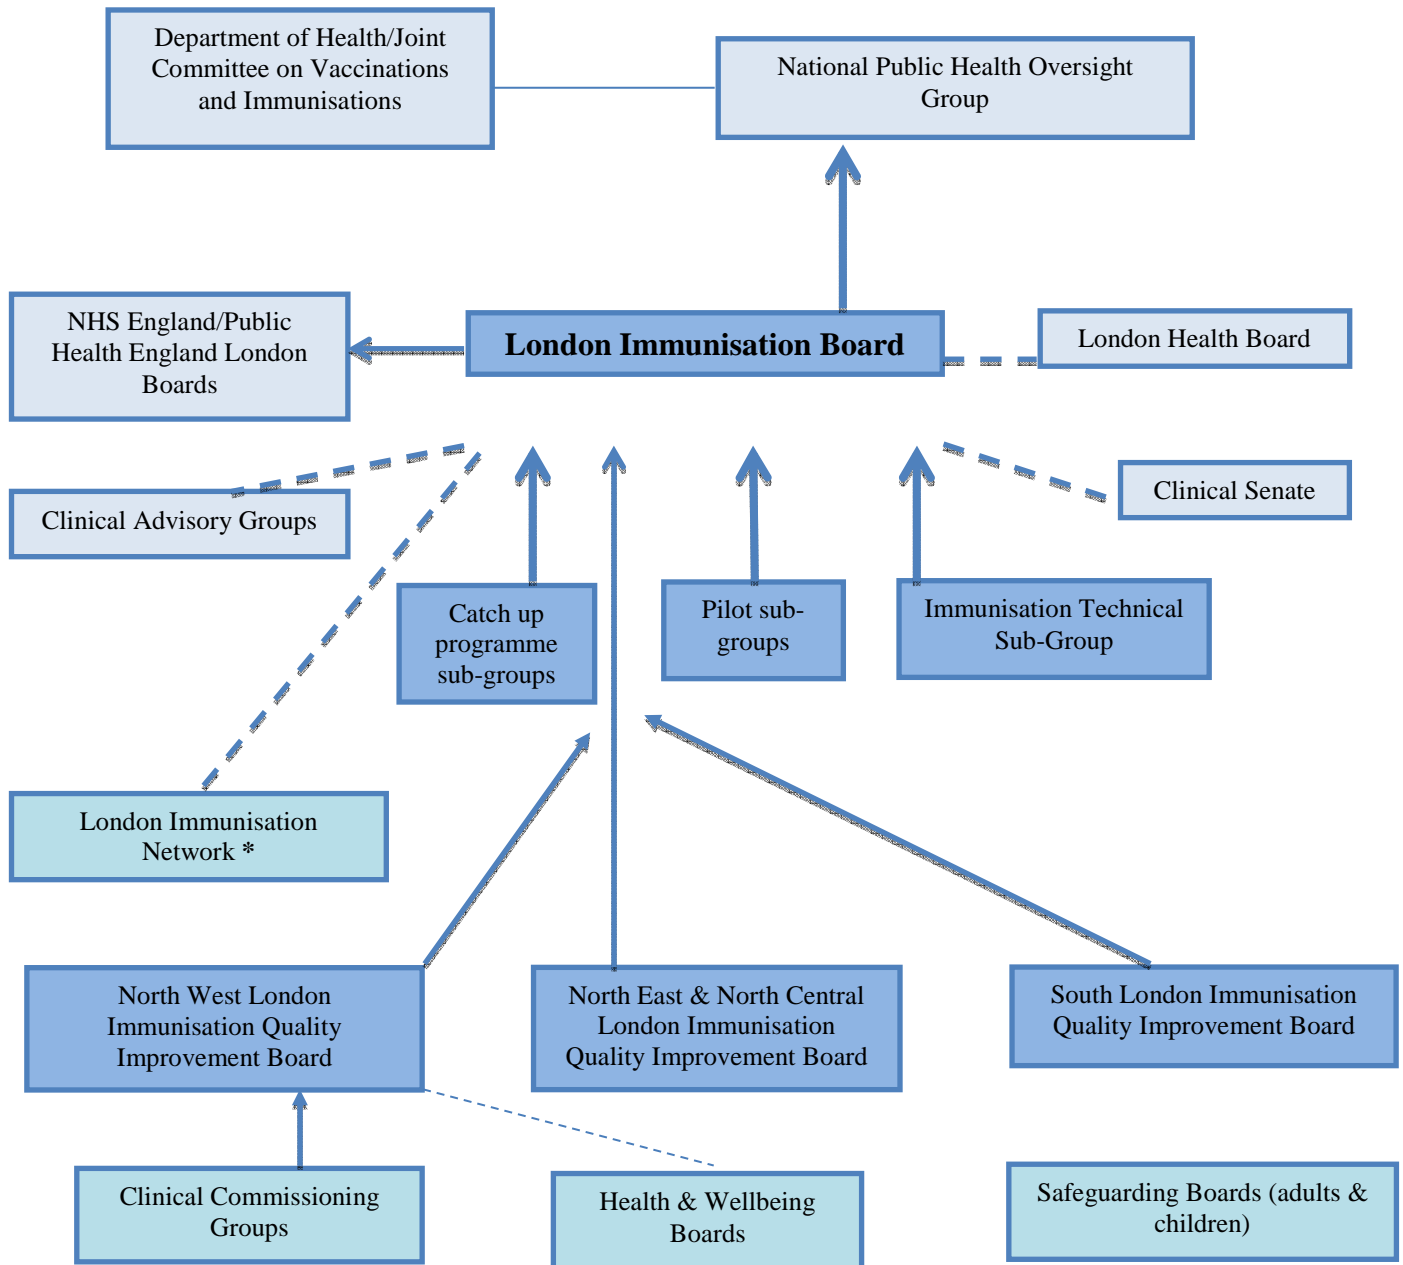 Department of Health/Joint
Committee on Vaccinations
and Immunisations
National Public Health Oversight
Group
NHS England/Public
Health England London
Boards
London Immunisation Board
London Health Board
Clinical Advisory Groups
Clinical Senate
Catch up
programme
sub-groups
Pilot sub-
groups
Immunisation Technical
Sub-Group
London Immunisation
Network *
North West London
Immunisation Quality
Improvement Board
North East & North Central
London Immunisation
Quality Improvement Board
South London Immunisation
Quality Improvement Board
Clinical Commissioning
Groups
Health & Wellbeing
Boards
Safeguarding Boards (adults &
children)